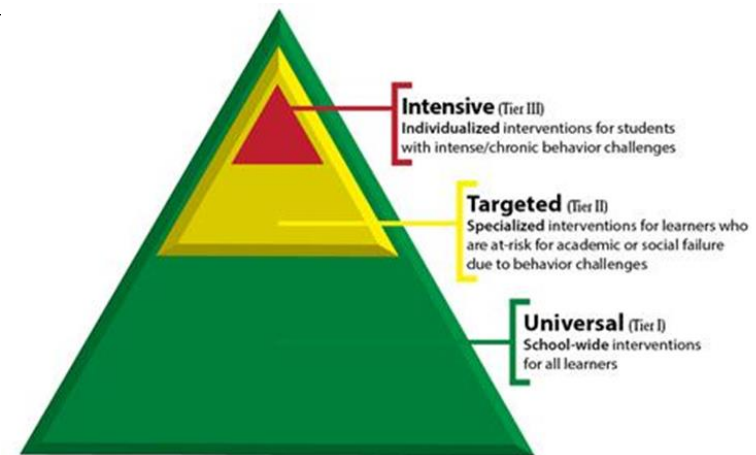 Intensive (Tier III)
Individualized interventions for students
with intense/chronic behavior challenges
Targeted (Tier II)
Specialized interventions for learners who
are at-risk for academic or social failure
due to behavior challenges
Universal (Tier I)
School-wide interventions
for all learners